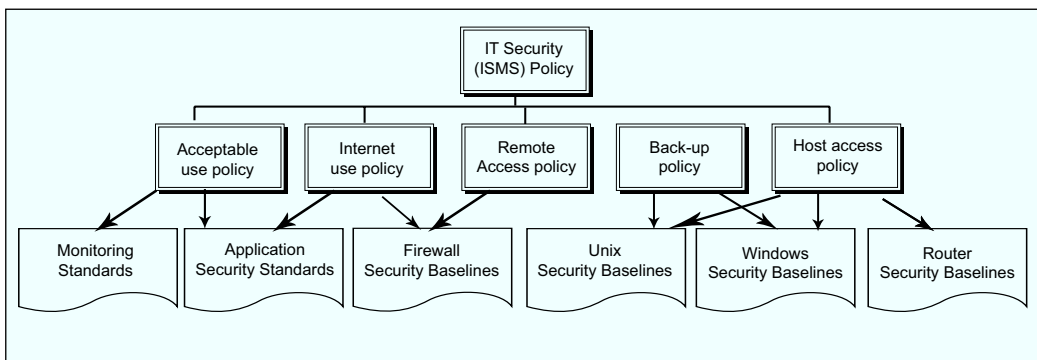 IT Security
(ISMS) Policy
Acceptable
use policy
Internet
use policy
Remote
Access policy
Back-up
policy
Host access
policy
Monitoring
Standards
Application
Security Standards
Firewall
Security Baselines
Unix
Security Baselines
Windows
Security Baselines
Router
Security Baselines